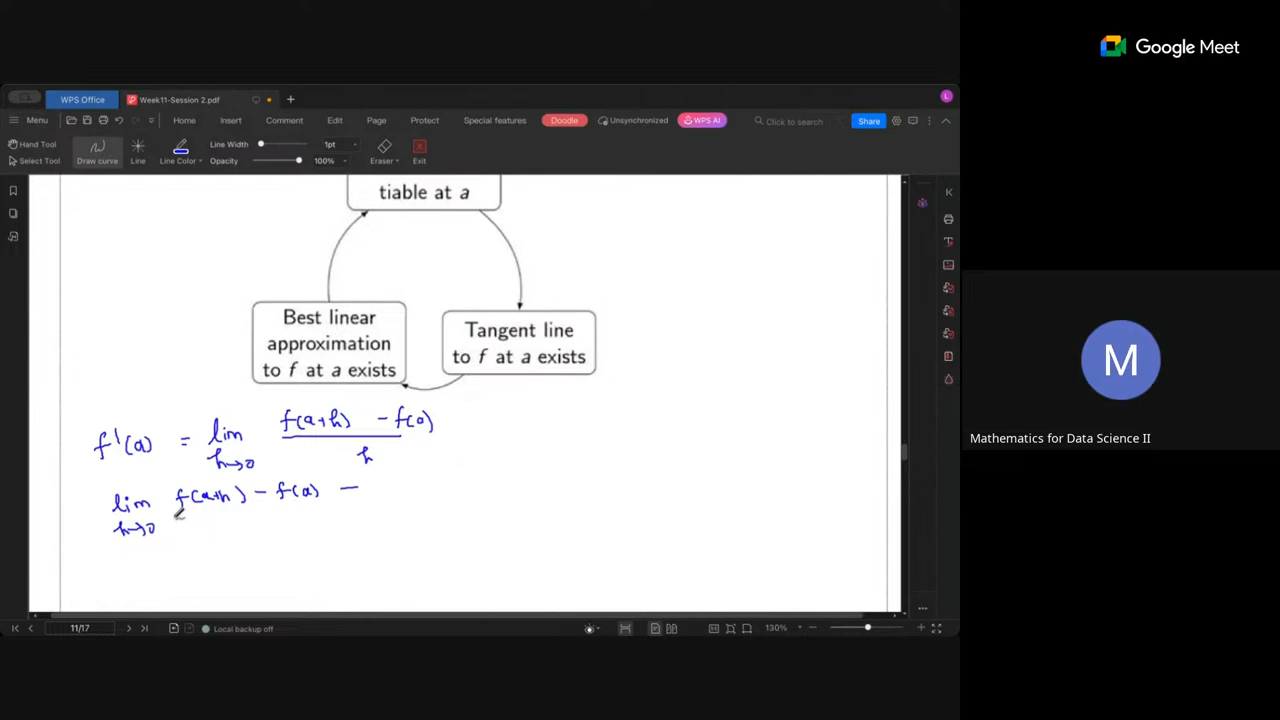 Google Meet
WPS Office
Week11-Session 2.pdf
L
Menu
Home
Insert
Comment
Edit
Page
Protect
Special features
Doodle
Unsynchronized
WPS AI
Click to search
Share
Hand Tool
Select Tool
Draw curve
Line
Line Color
Line Width
1pt
Opacity
100%
Eraser
Exit
tiable at a
Best linear
approximation
to f at a exists
Tangent line
to f at a exists
f'(a) = lim h→0 f(a+h) - f(a) / h
lim h→0 f(a+h) - f(a) -
M
Mathematics for Data Science II
11/17
Local backup off
130%